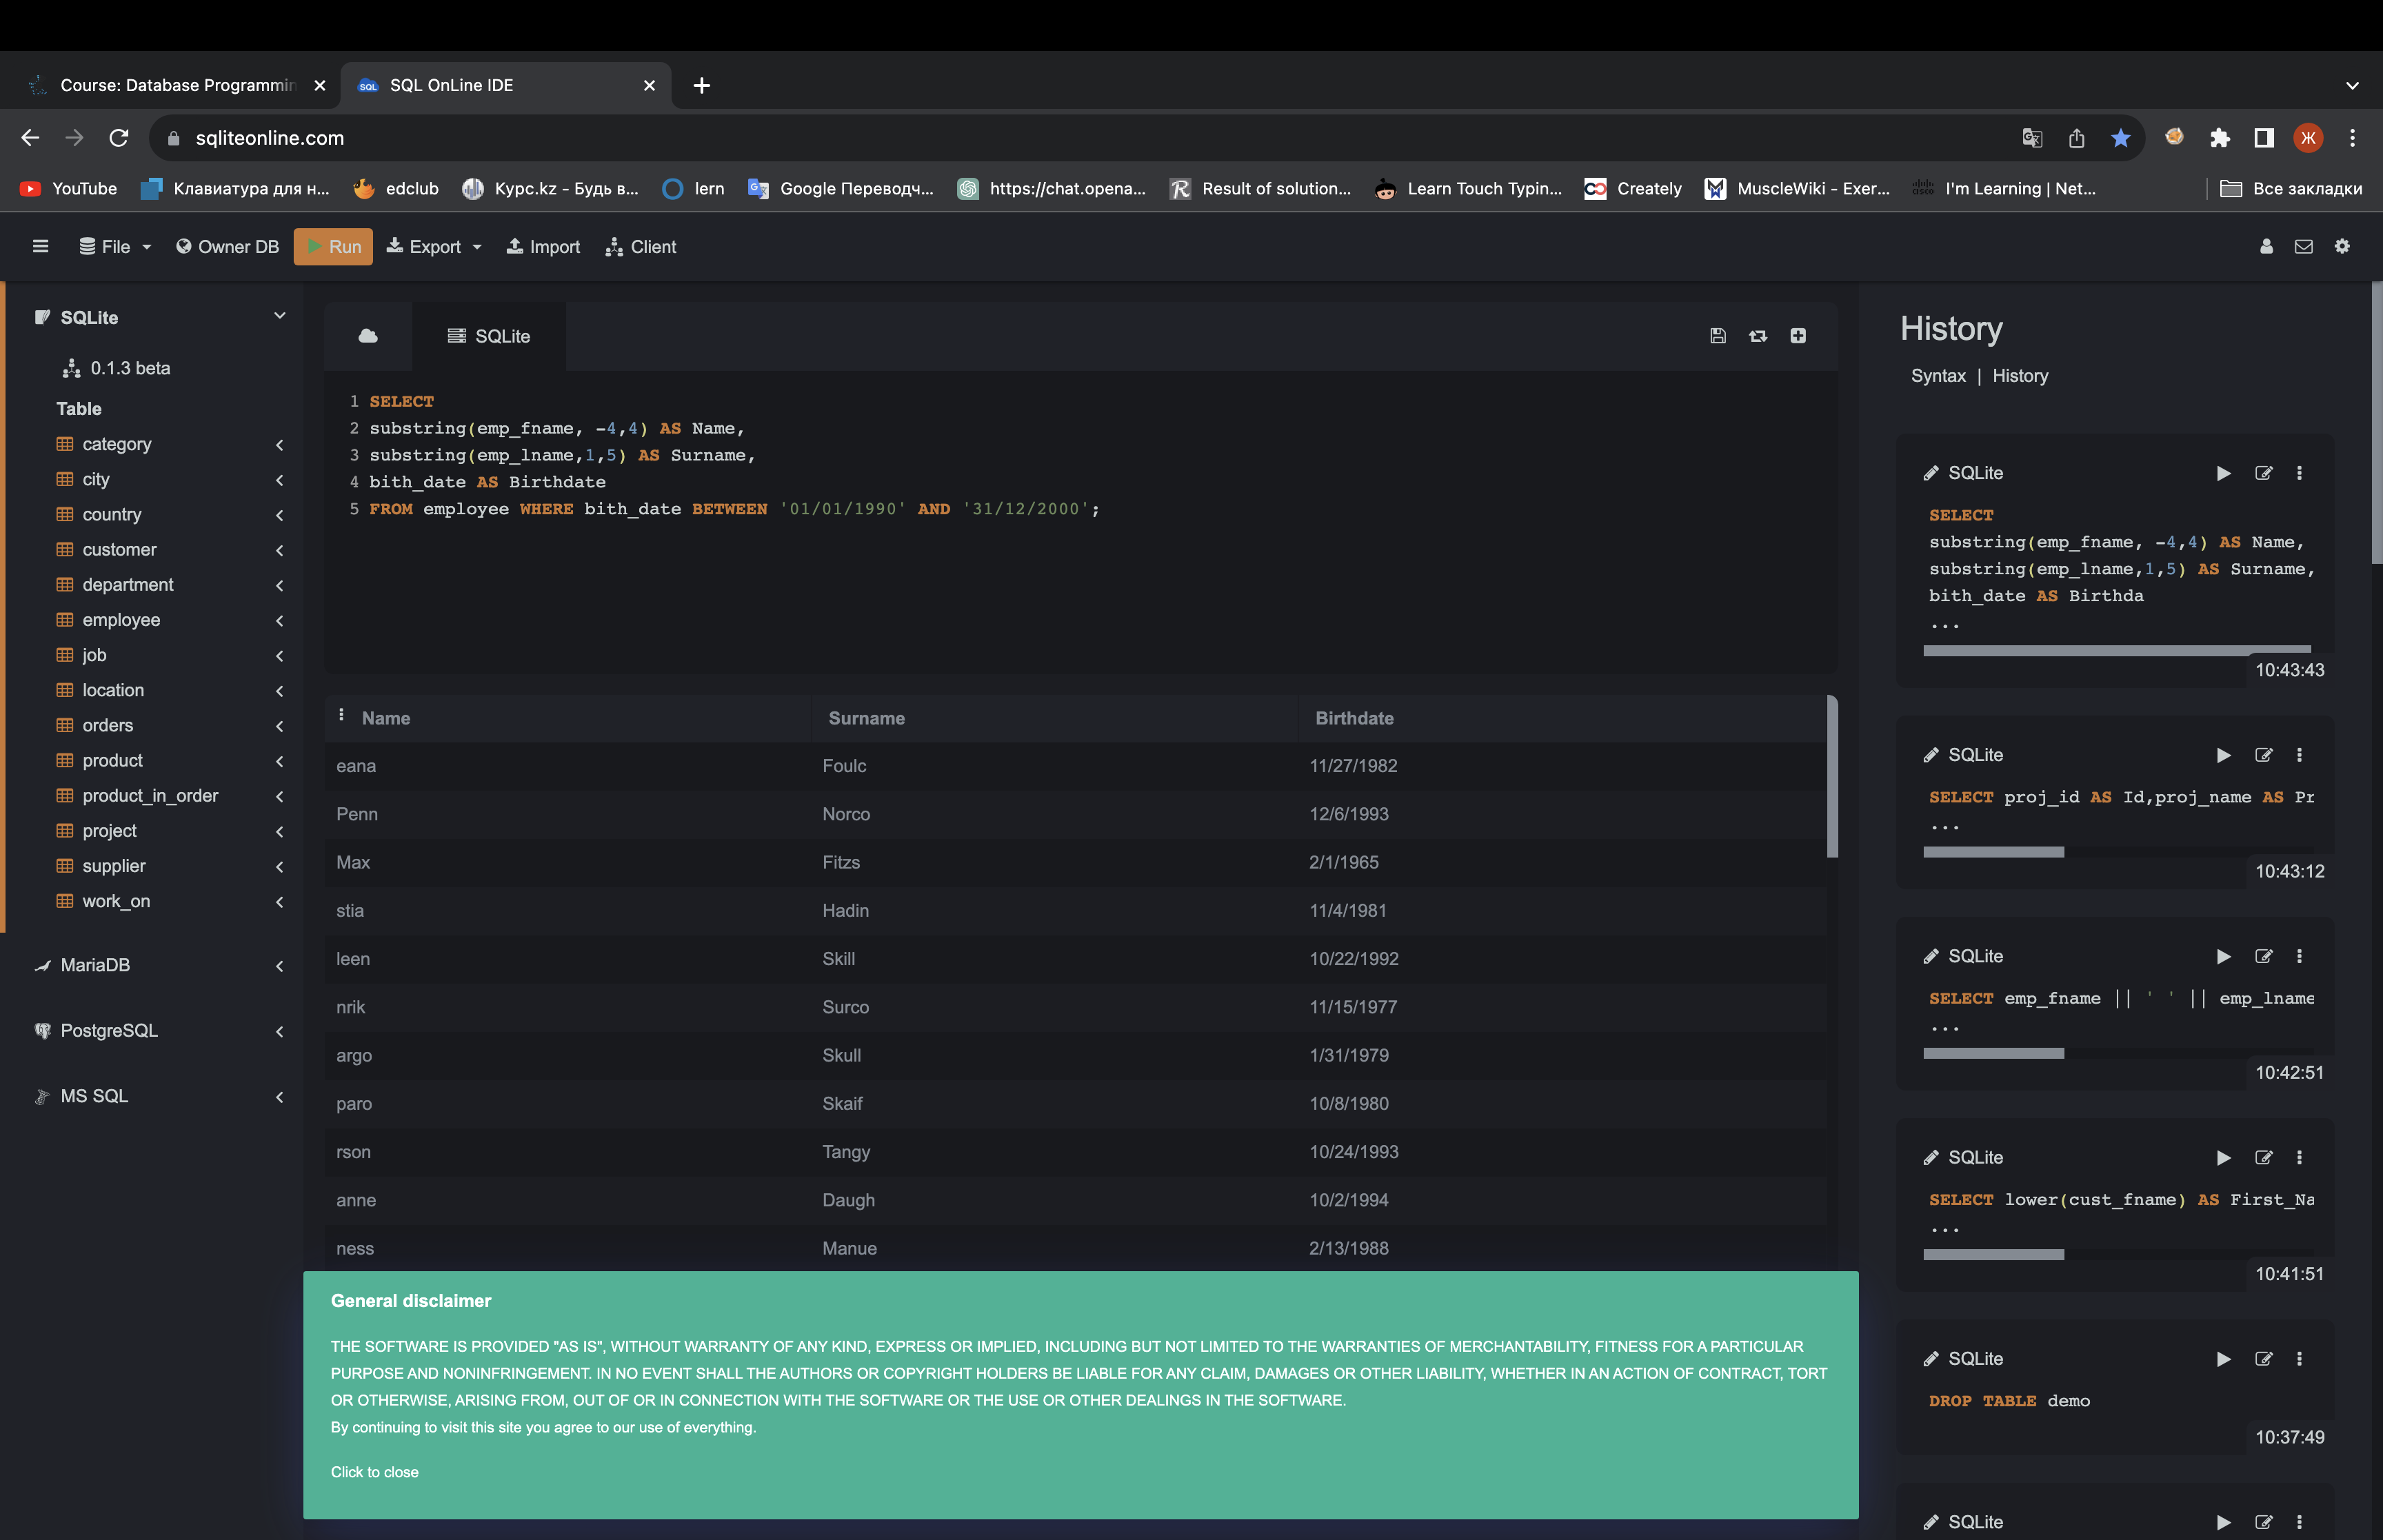 Course: Database Programmin
SQL OnLine IDE
sqliteonline.com
YouTube
Клавиатура для н...
edclub
Курс.kz - Будь в...
lern
Google Переводч...
https://chat.opena...
Result of solution...
Learn Touch Typin...
Creately
MuscleWiki - Exer...
I'm Learning | Net...
Все закладки
File
Owner DB
Run
Export
Import
Client
SQLite
0.1.3 beta
Table
category
city
country
customer
department
employee
job
location
orders
product
product_in_order
project
supplier
work_on
MariaDB
PostgreSQL
MS SQL
SQLite
1 SELECT
2 substring(emp_fname, -4,4) AS Name,
3 substring(emp_lname,1,5) AS Surname,
4 bith_date AS Birthdate
5 FROM employee WHERE bith_date BETWEEN '01/01/1990' AND '31/12/2000';
Name Surname Birthdate
eana Foulc 11/27/1982
Penn Norco 12/6/1993
Max Fitzs 2/1/1965
stia Hadin 11/4/1981
leen Skill 10/22/1992
nrik Surco 11/15/1977
argo Skull 1/31/1979
paro Skaif 10/8/1980
rson Tangy 10/24/1993
anne Daugh 10/2/1994
ness Manue 2/13/1988
General disclaimer
THE SOFTWARE IS PROVIDED "AS IS", WITHOUT WARRANTY OF ANY KIND, EXPRESS OR IMPLIED, INCLUDING BUT NOT LIMITED TO THE WARRANTIES OF MERCHANTABILITY, FITNESS FOR A PARTICULAR
PURPOSE AND NONINFRINGEMENT. IN NO EVENT SHALL THE AUTHORS OR COPYRIGHT HOLDERS BE LIABLE FOR ANY CLAIM, DAMAGES OR OTHER LIABILITY, WHETHER IN AN ACTION OF CONTRACT, TORT
OR OTHERWISE, ARISING FROM, OUT OF OR IN CONNECTION WITH THE SOFTWARE OR THE USE OR OTHER DEALINGS IN THE SOFTWARE.
By continuing to visit this site you agree to our use of everything.
Click to close
History
Syntax | History
SQLite
SELECT
substring(emp_fname, -4,4) AS Name,
substring(emp_lname,1,5) AS Surname,
bith_date AS Birthda
...
10:43:43
SQLite
SELECT proj_id AS Id,proj_name AS Pr
...
10:43:12
SQLite
SELECT emp_fname || ' ' || emp_lname
...
10:42:51
SQLite
SELECT lower(cust_fname) AS First_Na
...
10:41:51
SQLite
DROP TABLE demo
10:37:49
SQLite